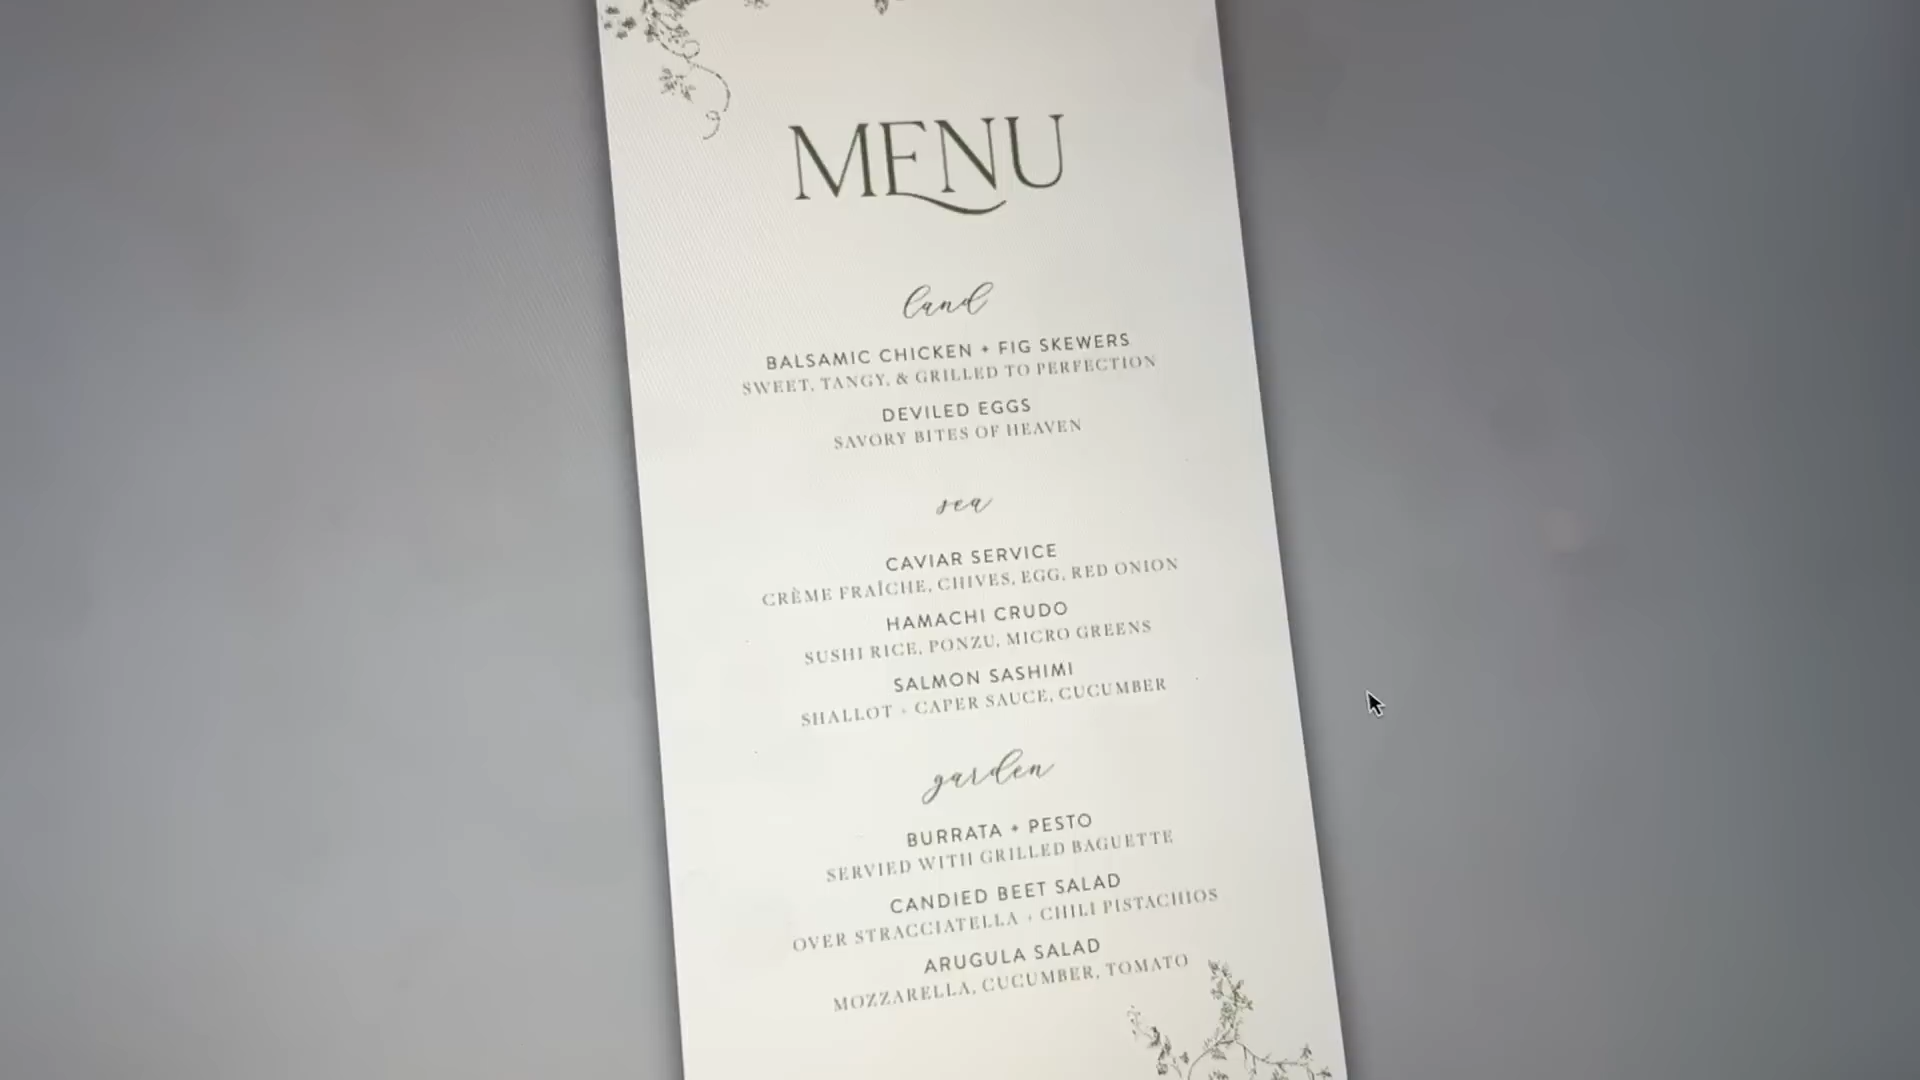 MENU
land
BALSAMIC CHICKEN + FIG SKEWERS
SWEET, TANGY, & GRILLED TO PERFECTION
DEVILED EGGS
SAVORY BITES OF HEAVEN
sea
CAVIAR SERVICE
CRÈME FRAÎCHE, CHIVES, EGG, RED ONION
HAMACHI CRUDO
SUSHI RICE, PONZU, MICRO GREENS
SALMON SASHIMI
SHALLOT + CAPER SAUCE, CUCUMBER
garden
BURRATA + PESTO
SERVIED WITH GRILLED BAGUETTE
CANDIED BEET SALAD
OVER STRACCIATELLA + CHILI PISTACHIOS
ARUGULA SALAD
MOZZARELLA, CUCUMBER, TOMATO